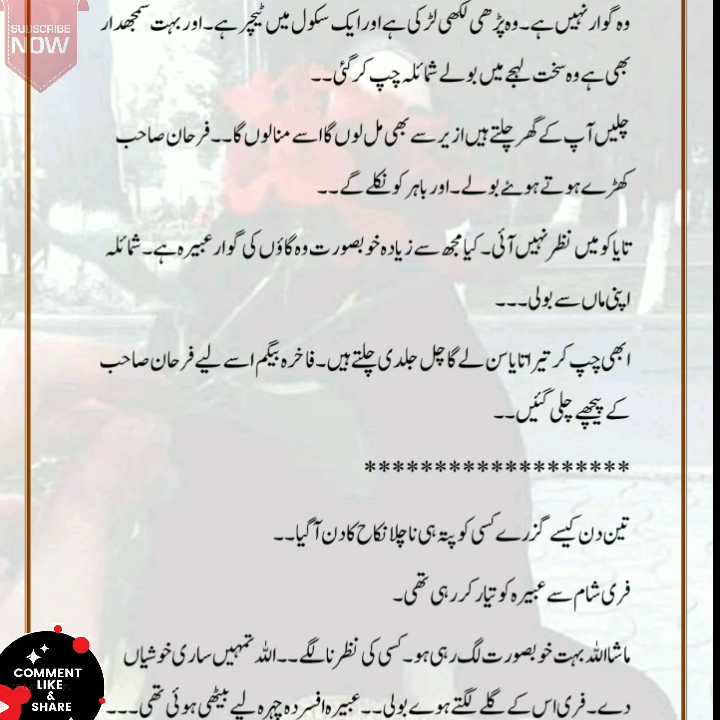 وہ گوار نہیں ہے۔ وہ پڑھی لکھی لڑکی ہے اور ایک سکول میں ٹیچر ہے۔ اور بہت سمجھدار
SUBSCRIBE
NOW
بھی ہے وہ سخت لہجے میں بولے شمائلہ چپ کر گئی۔۔
چلیں آپ کے گھر چلتے ہیں ازیر سے بھی مل لوں گا اسے منالوں گا۔۔ فرحان صاحب
کھڑے ہوتے ہوئے بولے۔ اور باہر کو نکلے گے۔۔
تایا کو میں نظر نہیں آئی۔ کیا مجھ سے زیادہ خوبصورت وہ گاؤں کی گوار عبیرہ ہے۔ شمائلہ
اپنی ماں سے بولی۔۔۔
ابھی چپ کر تیرا تایا سن لے گا چل جلدی چلتے ہیں۔ فاخرہ بیگم اسے لیے فرحان صاحب
کے پیچھے چلی گئیں۔۔
*******************
تین دن کیسے گزرے کسی کو پتہ ہی نا چلا نکاح کا دن آگیا۔۔
فری شام سے عبیرہ کو تیار کر رہی تھی۔
ماشااللہ بہت خوبصورت لگ رہی ہو۔ کسی کی نظر نا لگے۔۔ اللہ تمہیں ساری خوشیاں
دے۔ فری اس کے گلے لگتے ہوے بولی۔۔ عبیرہ افسردہ چہرہ لیے بیٹھی ہوئی تھی۔۔۔۔
COMMENT
LIKE
&
SHARE